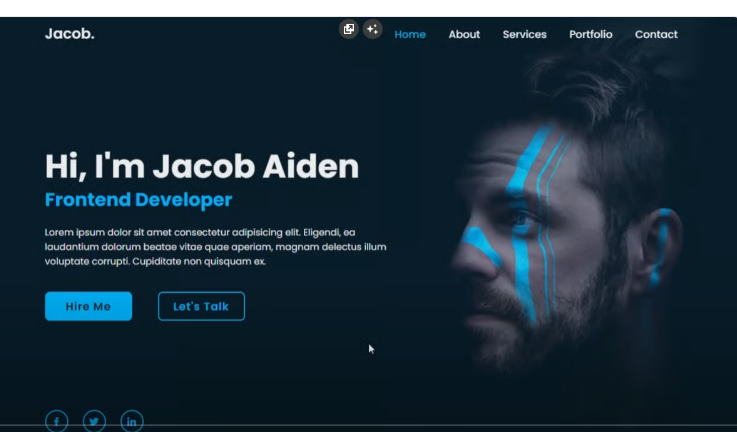 Jacob.
Home About Services Portfolio Contact
Hi, I'm Jacob Aiden
Frontend Developer
Lorem ipsum dolor sit amet consectetur adipisicing elit. Eligendi, ea
laudantium dolorum beatae vitae quae aperiam, magnam delectus illum
voluptate corrupti. Cupiditate non quisquam ex.
Hire Me Let's Talk
f in